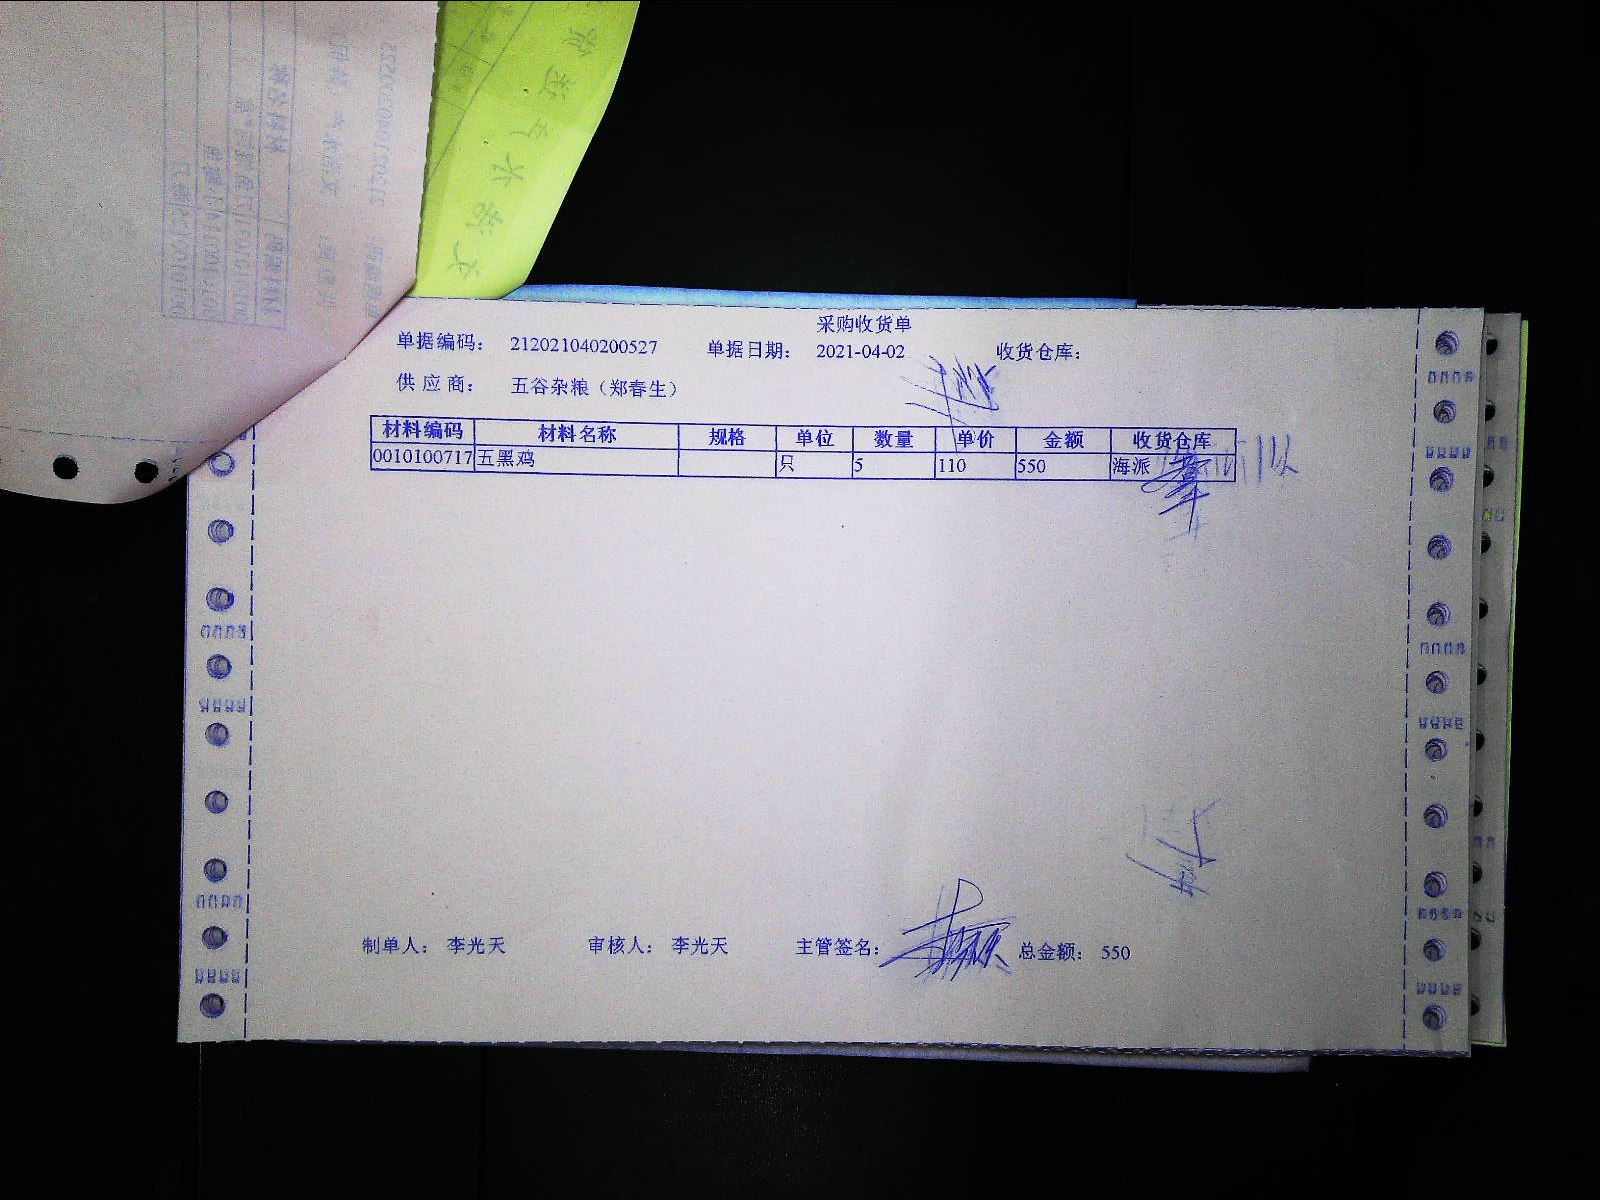 采购收货单
单据编码： 212021040200527 单据日期： 2021-04-02 收货仓库：
供应商： 五谷杂粮（郑春生）
材料编码 材料名称 规格 单位 数量 单价 金额 收货仓库
0010100717 五黑鸡 只 5 110 550 海派
制单人： 李光天 审核人： 李光天 主管签名： 总金额： 550